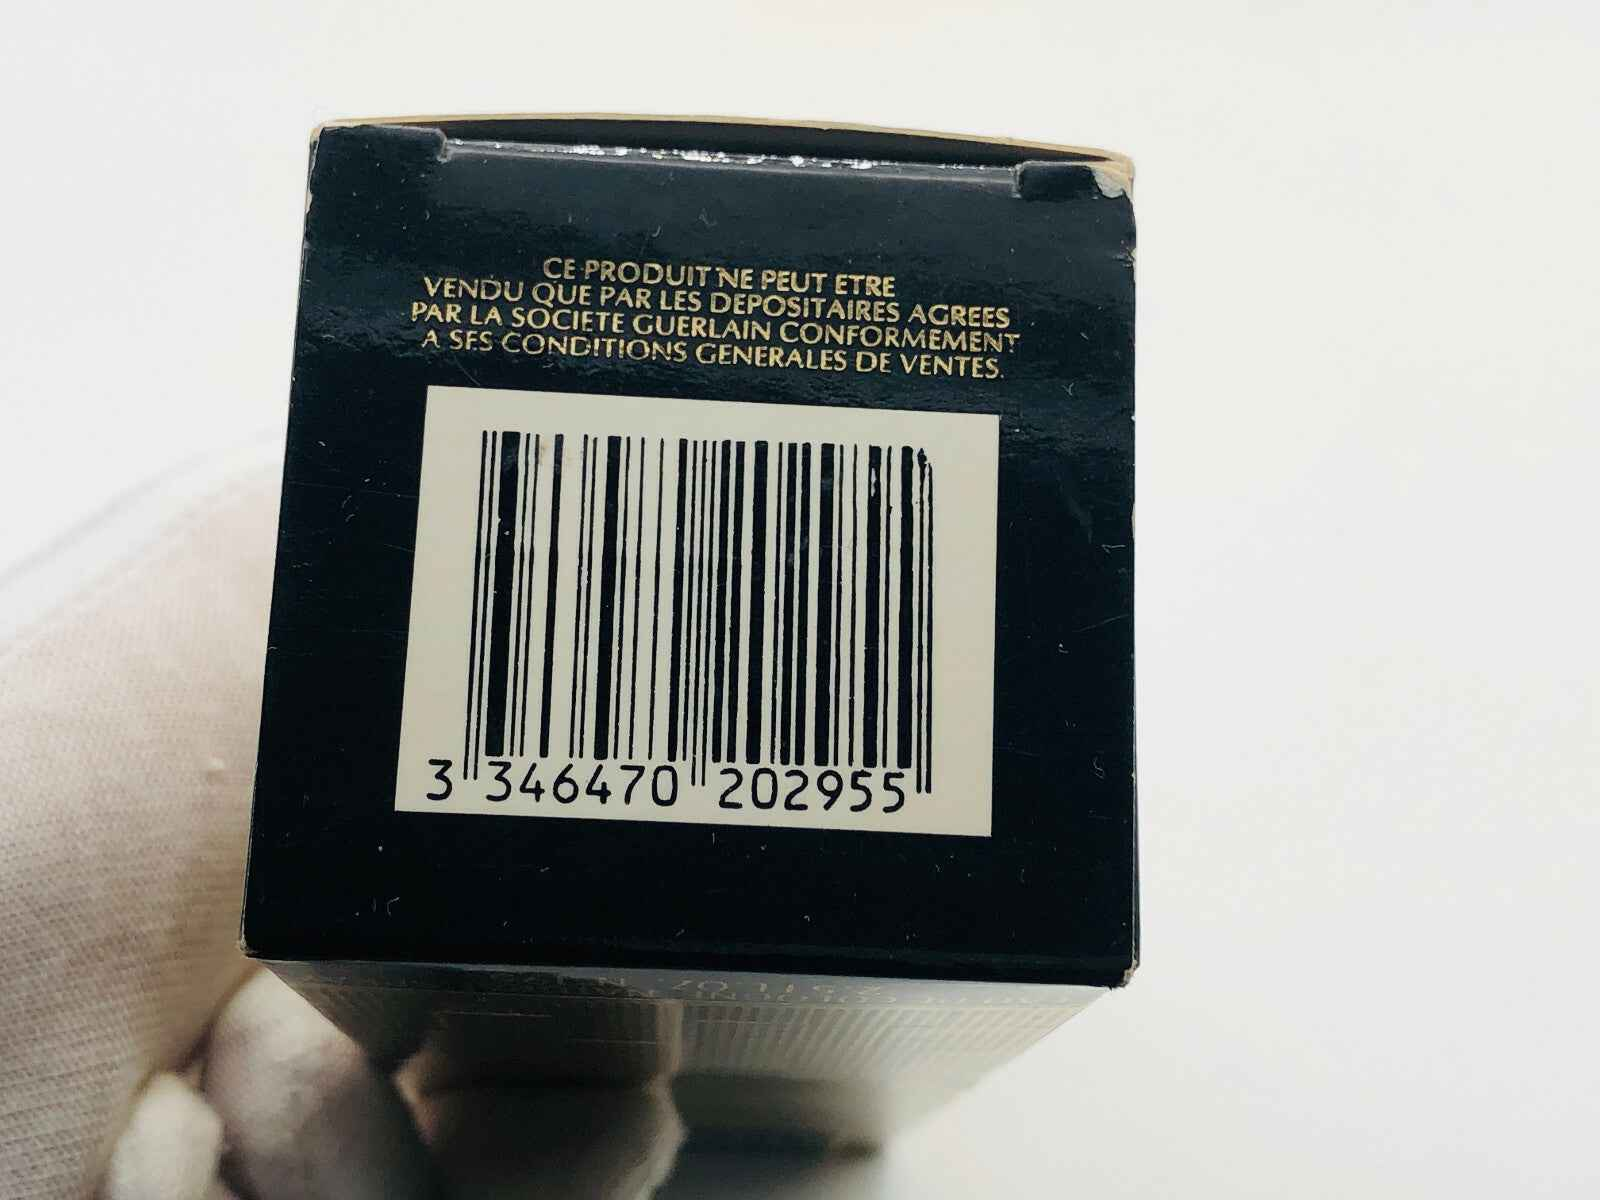 CE PRODUIT NE PEUT ETRE
VENDU QUE PAR LES DEPOSITAIRES AGREES
PAR LA SOCIETE GUERLAIN CONFORMEMENT
A SES CONDITIONS GENERALES DE VENTES.
3 346470 202955